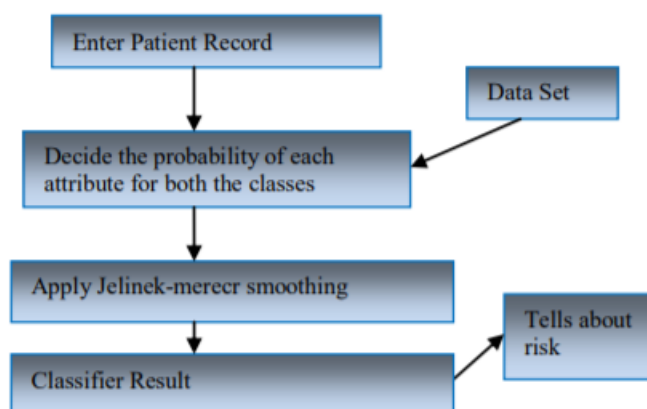 Enter Patient Record
Data Set
Decide the probability of each
attribute for both the classes
Apply Jelinek-merecr smoothing
Tells about
risk
Classifier Result